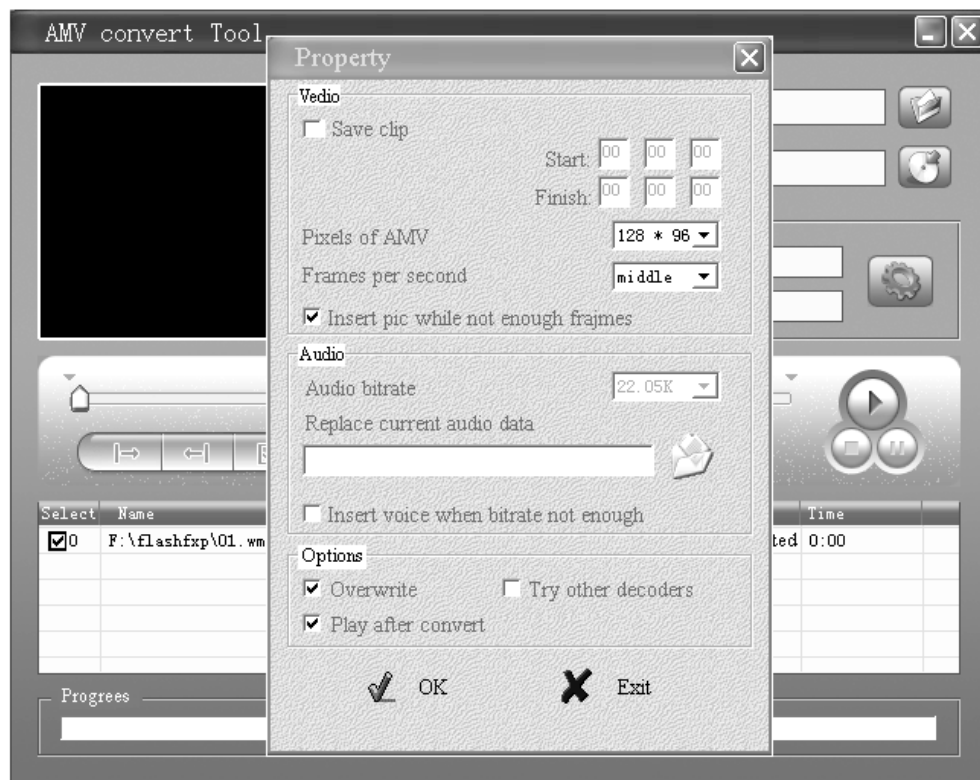 AMV convert Tool
Property
Vedio
Save clip
Start: 00 00 00
Finish: 00 00 00
Pixels of AMV 128 * 96
Frames per second middle
Insert pic while not enough frajmes
Audio
Audio bitrate 22.05K
Replace current audio data
Insert voice when bitrate not enough
Select Name Time
0 F:\flashfxp\01.wm ted 0:00
Options
Overwrite Try other decoders
Play after convert
OK Exit
Progrees